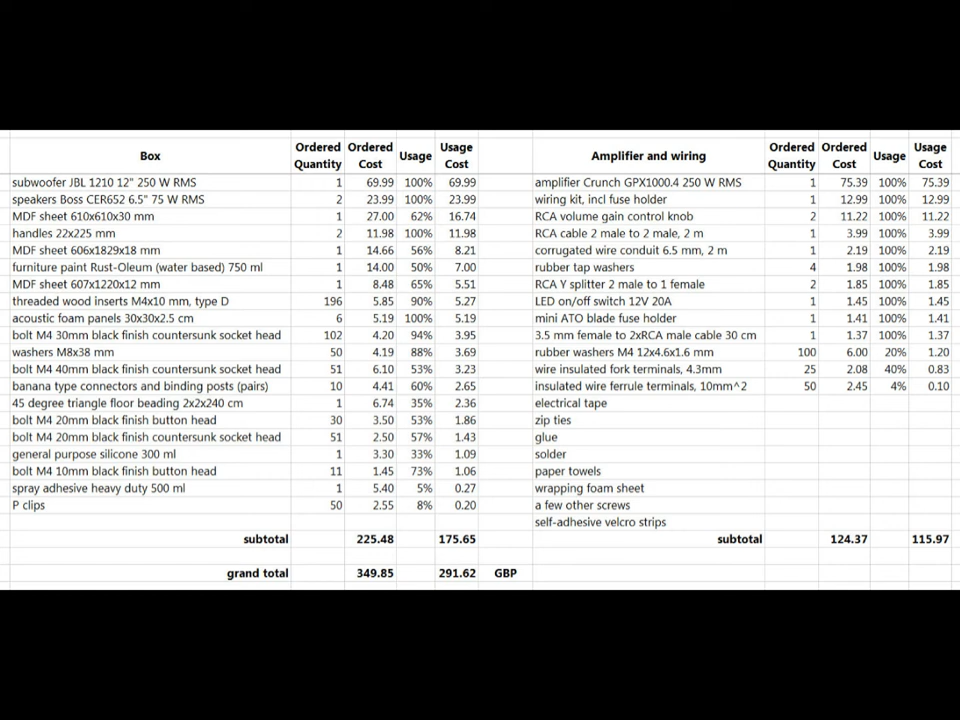 Box Ordered Quantity Ordered Cost Usage Usage Cost
subwoofer JBL 1210 12" 250 W RMS 1 69.99 100% 69.99
speakers Boss CER652 6.5" 75 W RMS 2 23.99 100% 23.99
MDF sheet 610x610x30 mm 1 27.00 62% 16.74
handles 22x225 mm 2 11.98 100% 11.98
MDF sheet 606x1829x18 mm 1 14.66 56% 8.21
furniture paint Rust-Oleum (water based) 750 ml 1 14.00 50% 7.00
MDF sheet 607x1220x12 mm 1 8.48 65% 5.51
threaded wood inserts M4x10 mm, type D 196 5.85 90% 5.27
acoustic foam panels 30x30x2.5 cm 6 5.19 100% 5.19
bolt M4 30mm black finish countersunk socket head 102 4.20 94% 3.95
washers M8x38 mm 50 4.19 88% 3.69
bolt M4 40mm black finish countersunk socket head 51 6.10 53% 3.23
banana type connectors and binding posts (pairs) 10 4.41 60% 2.65
45 degree triangle floor beading 2x2x240 cm 1 6.74 35% 2.36
bolt M4 20mm black finish button head 30 3.50 53% 1.86
bolt M4 20mm black finish countersunk socket head 51 2.50 57% 1.43
general purpose silicone 300 ml 1 3.30 33% 1.09
bolt M4 10mm black finish button head 11 1.45 73% 1.06
spray adhesive heavy duty 500 ml 1 5.40 5% 0.27
P clips 50 2.55 8% 0.20
subtotal 225.48 175.65
grand total 349.85 291.62 GBP
Amplifier and wiring Ordered Quantity Ordered Cost Usage Usage Cost
amplifier Crunch GPX1000.4 250 W RMS 1 75.39 100% 75.39
wiring kit, incl fuse holder 1 12.99 100% 12.99
RCA volume gain control knob 2 11.22 100% 11.22
RCA cable 2 male to 2 male, 2 m 1 3.99 100% 3.99
corrugated wire conduit 6.5 mm, 2 m 1 2.19 100% 2.19
rubber tap washers 4 1.98 100% 1.98
RCA Y splitter 2 male to 1 female 2 1.85 100% 1.85
LED on/off switch 12V 20A 1 1.45 100% 1.45
mini ATO blade fuse holder 1 1.41 100% 1.41
3.5 mm female to 2xRCA male cable 30 cm 1 1.37 100% 1.37
rubber washers M4 12x4.6x1.6 mm 100 6.00 20% 1.20
wire insulated fork terminals, 4.3mm 25 2.08 40% 0.83
insulated wire ferrule terminals, 10mm^2 50 2.45 4% 0.10
electrical tape
zip ties
glue
solder
paper towels
wrapping foam sheet
a few other screws
self-adhesive velcro strips
subtotal 124.37 115.97